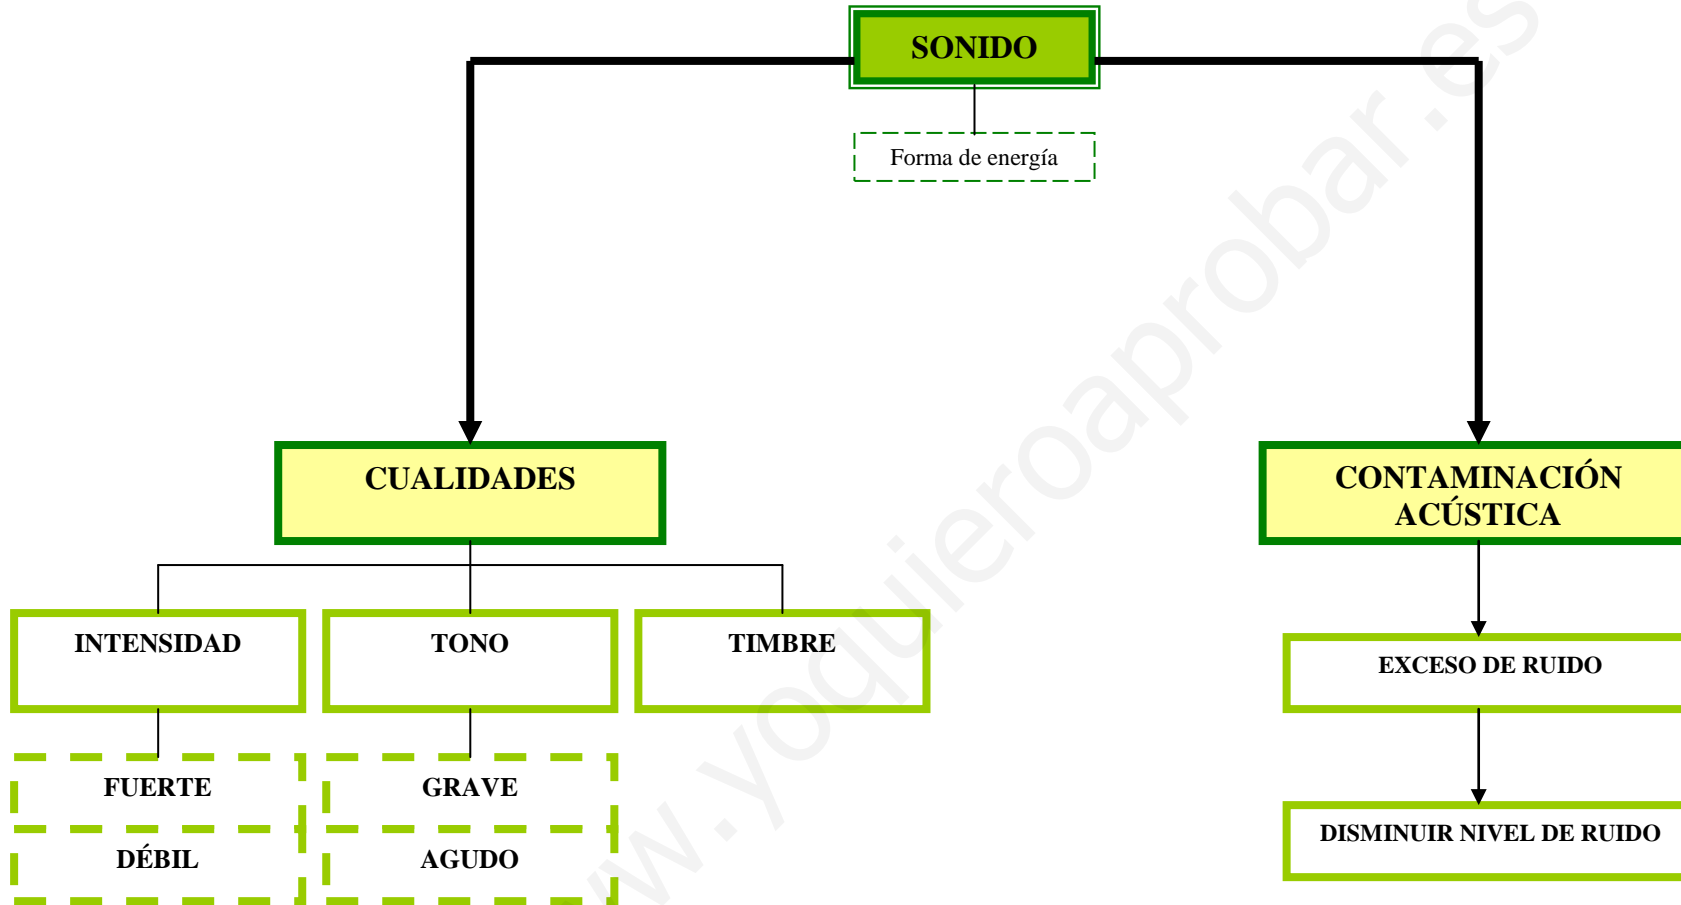 SONIDO
Forma de energía
CUALIDADES
CONTAMINACIÓN
ACÚSTICA
INTENSIDAD
TONO
TIMBRE
EXCESO DE RUIDO
FUERTE
GRAVE
DISMINUIR NIVEL DE RUIDO
DÉBIL
AGUDO
w.yoquieroaprobar.es